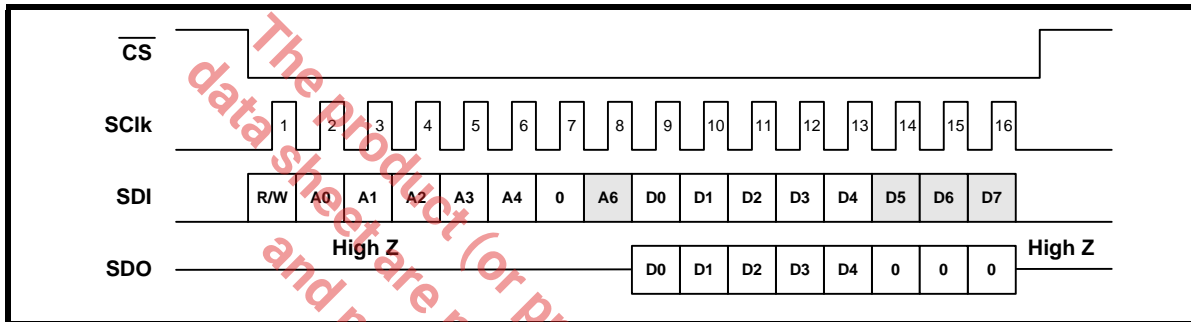 CS
SClk 1 2 3 4 5 6 7 8 9 10 11 12 13 14 15 16
SDI R/W A0 A1 A2 A3 A4 0 A6 D0 D1 D2 D3 D4 D5 D6 D7
High Z High Z
SDO D0 D1 D2 D3 D4 0 0 0
The product (or
data sheet are
and